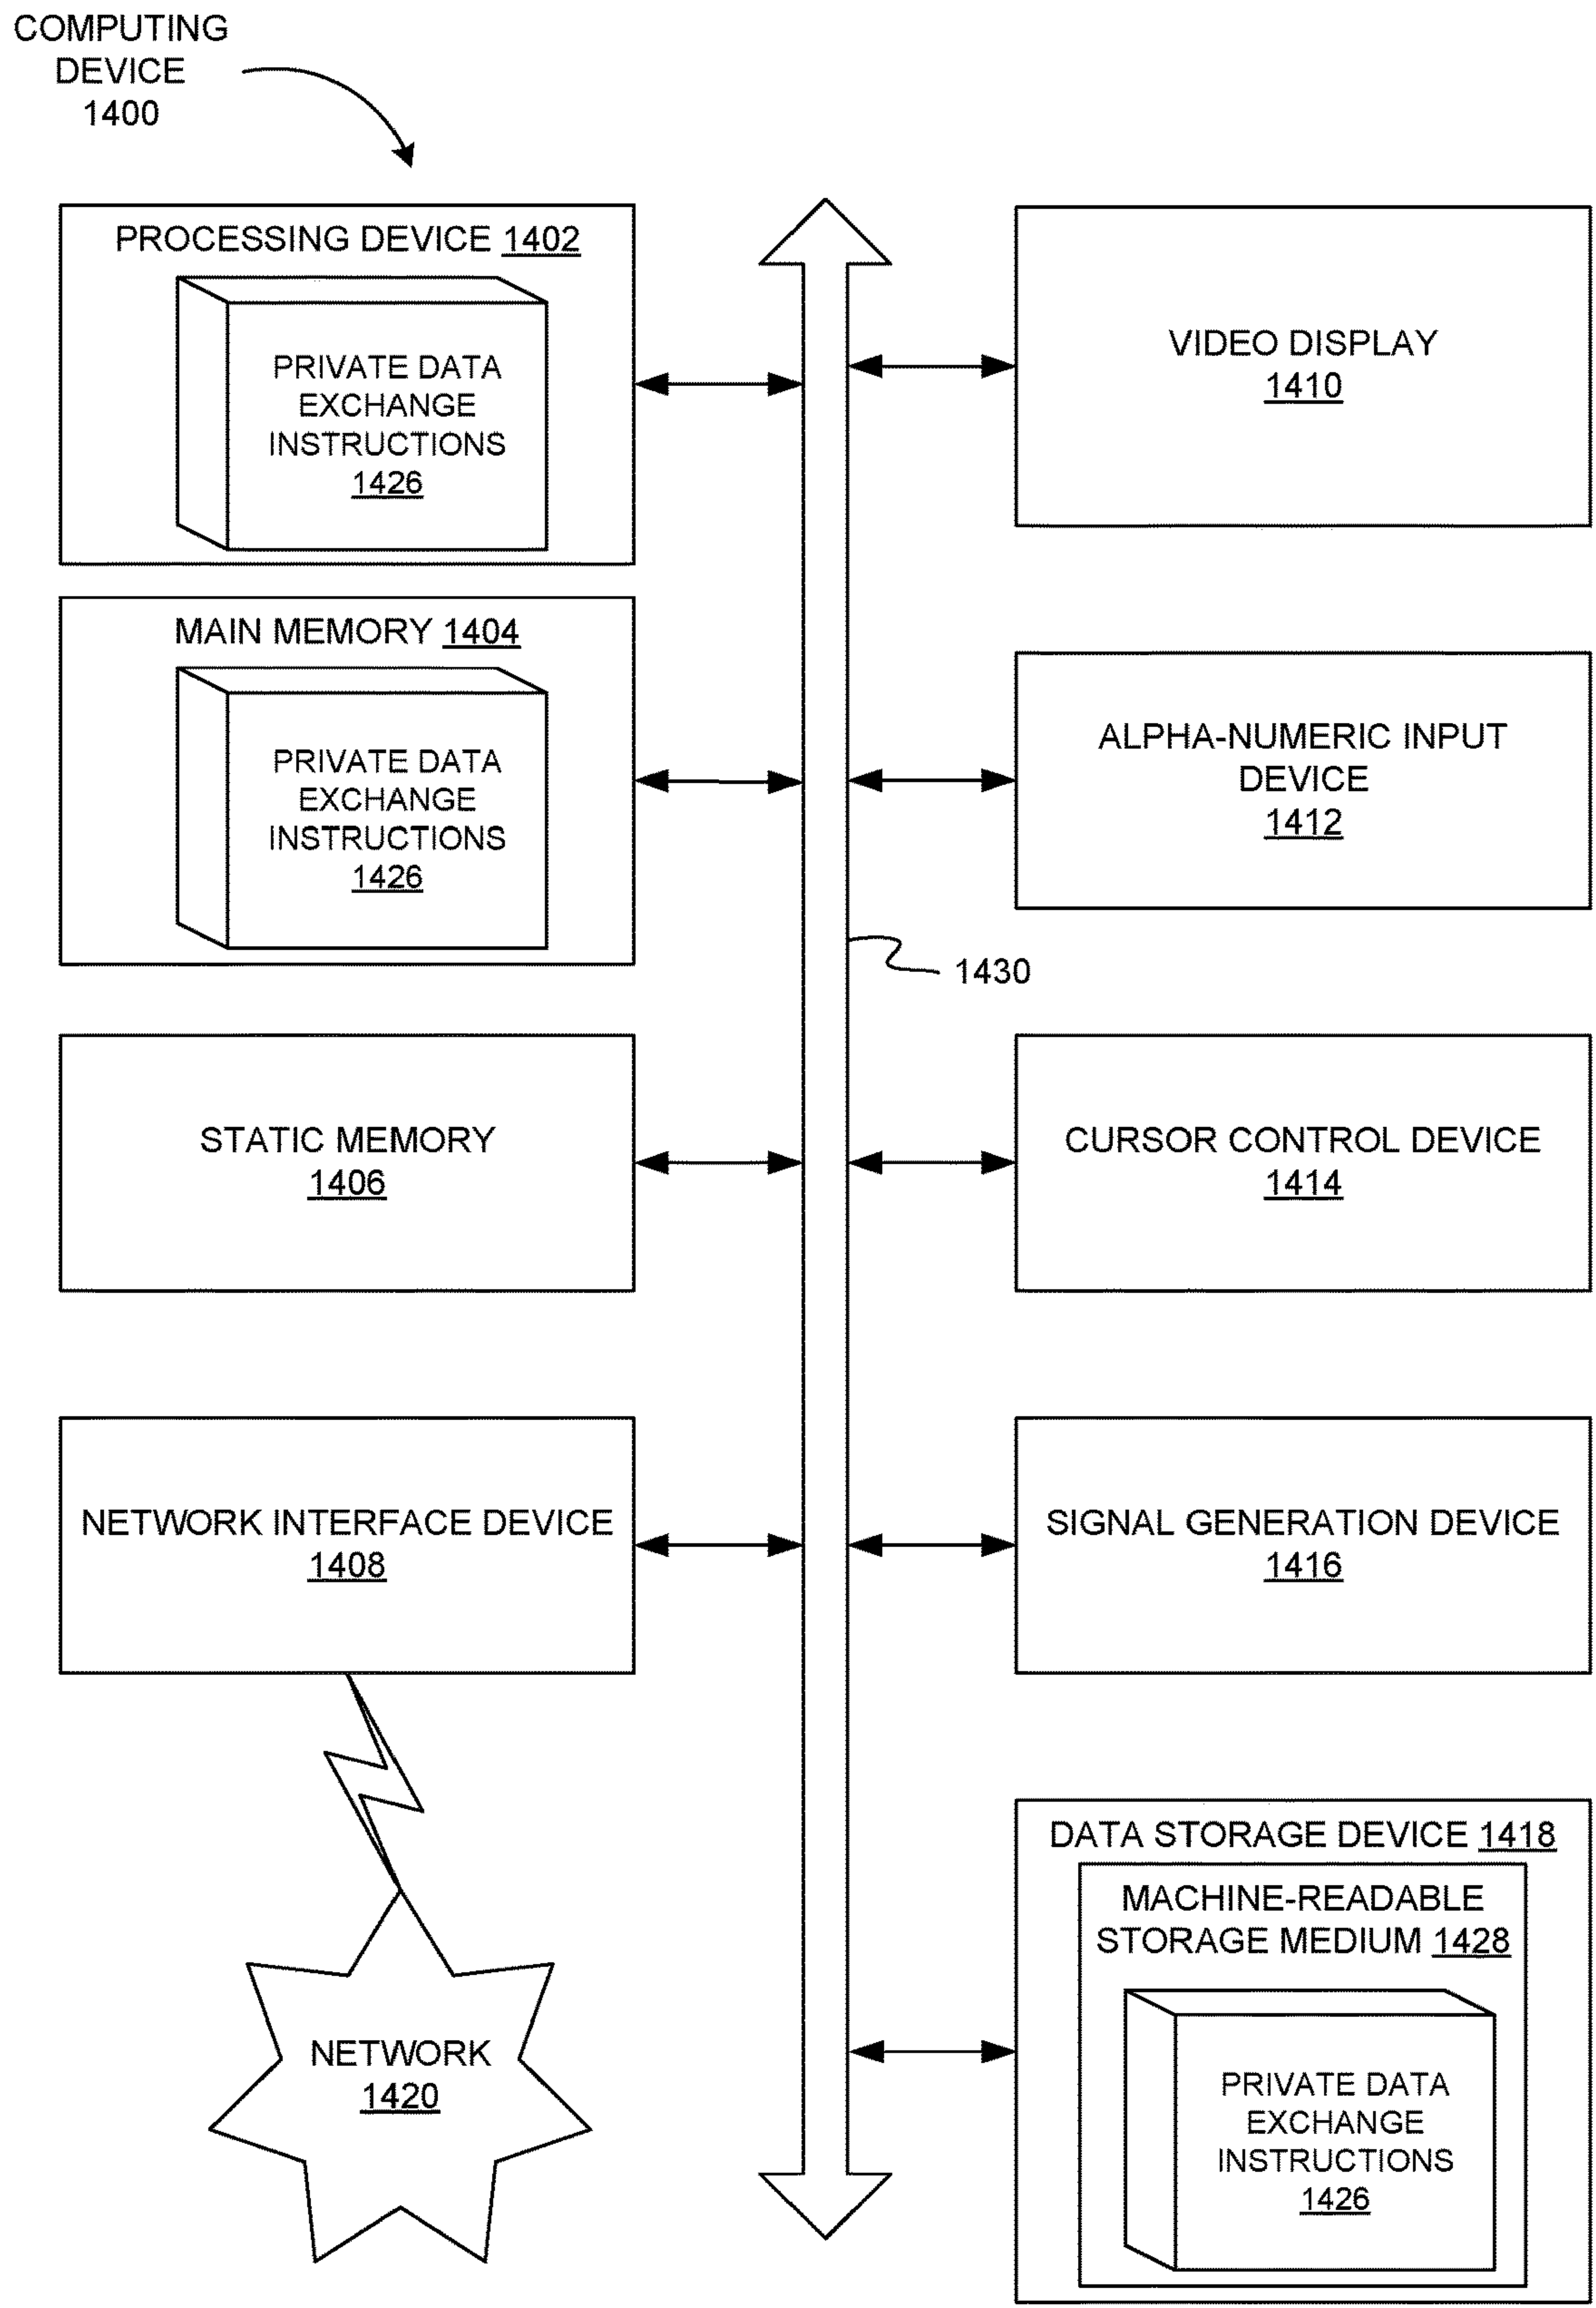 COMPUTING
DEVICE
1400
PROCESSING DEVICE 1402
PRIVATE DATA
EXCHANGE
INSTRUCTIONS
1426
MAIN MEMORY 1404
PRIVATE DATA
EXCHANGE
INSTRUCTIONS
1426
STATIC MEMORY
1406
NETWORK INTERFACE DEVICE
1408
NETWORK
1420
VIDEO DISPLAY
1410
ALPHA-NUMERIC INPUT
DEVICE
1412
1430
CURSOR CONTROL DEVICE
1414
SIGNAL GENERATION DEVICE
1416
DATA STORAGE DEVICE 1418
MACHINE-READABLE
STORAGE MEDIUM 1428
PRIVATE DATA
EXCHANGE
INSTRUCTIONS
1426